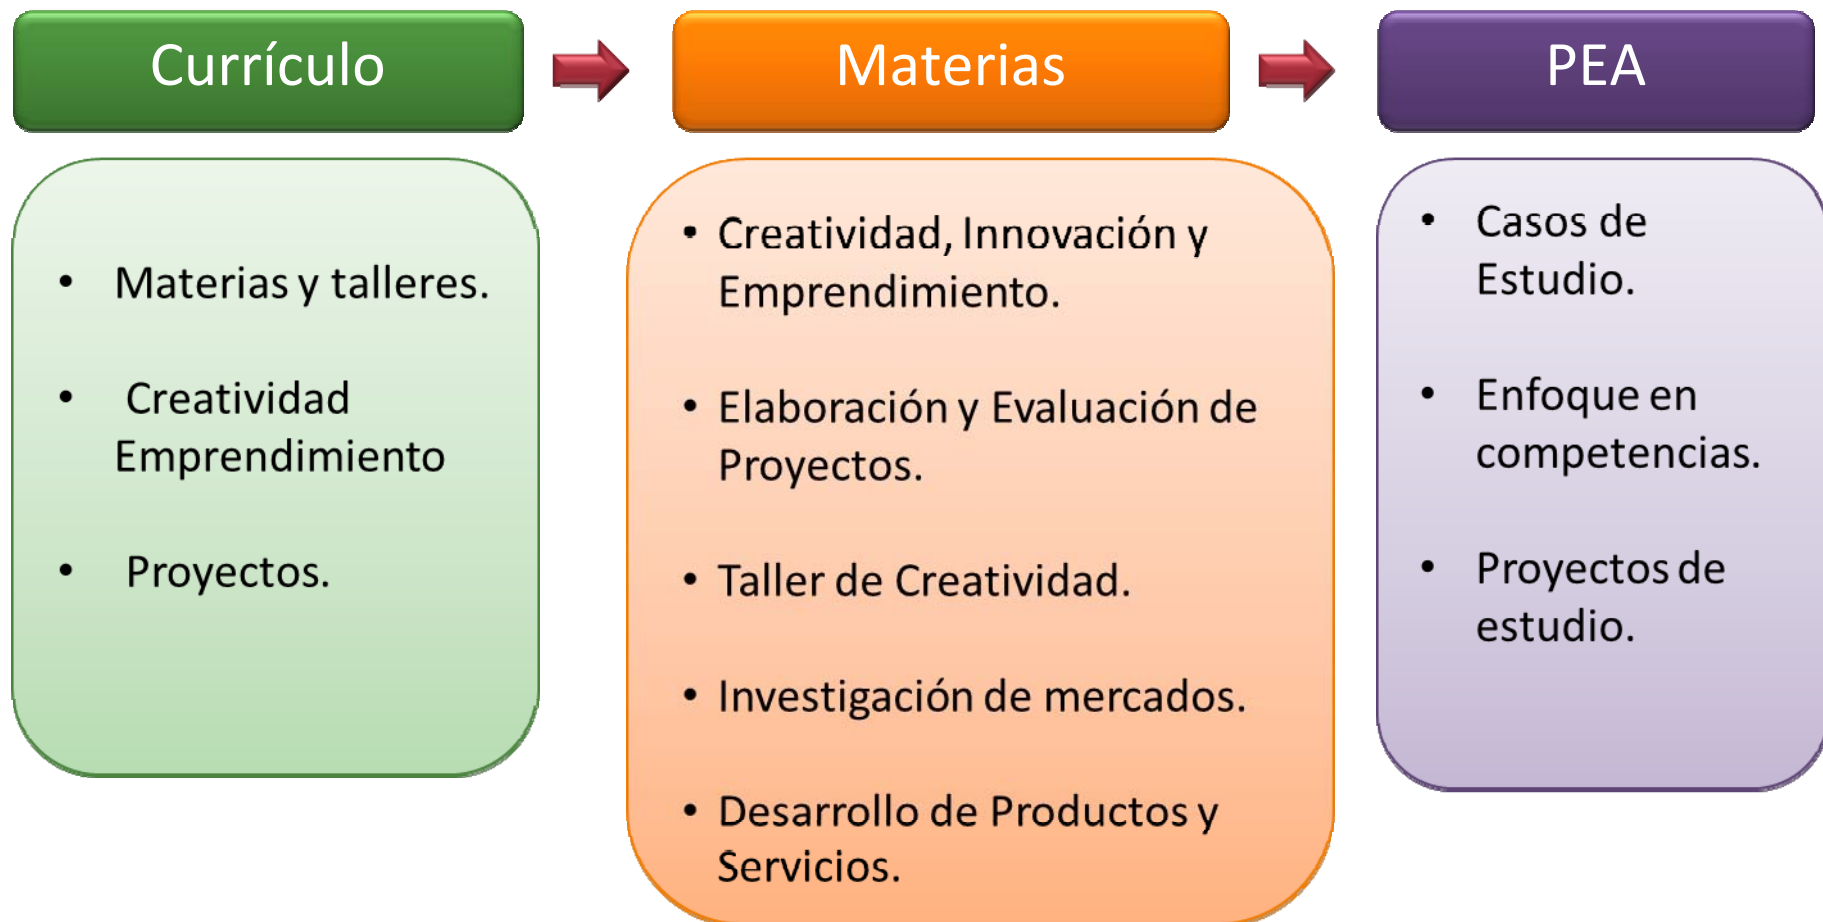 Currículo
Materias
PEA
• Materias y talleres.
• Creatividad
Emprendimiento
• Proyectos.
• Creatividad, Innovación y
Emprendimiento.
• Elaboración y Evaluación de
Proyectos.
• Taller de Creatividad.
• Investigación de mercados.
• Desarrollo de Productos y
Servicios.
• Casos de
Estudio.
• Enfoque en
competencias.
• Proyectos de
estudio.